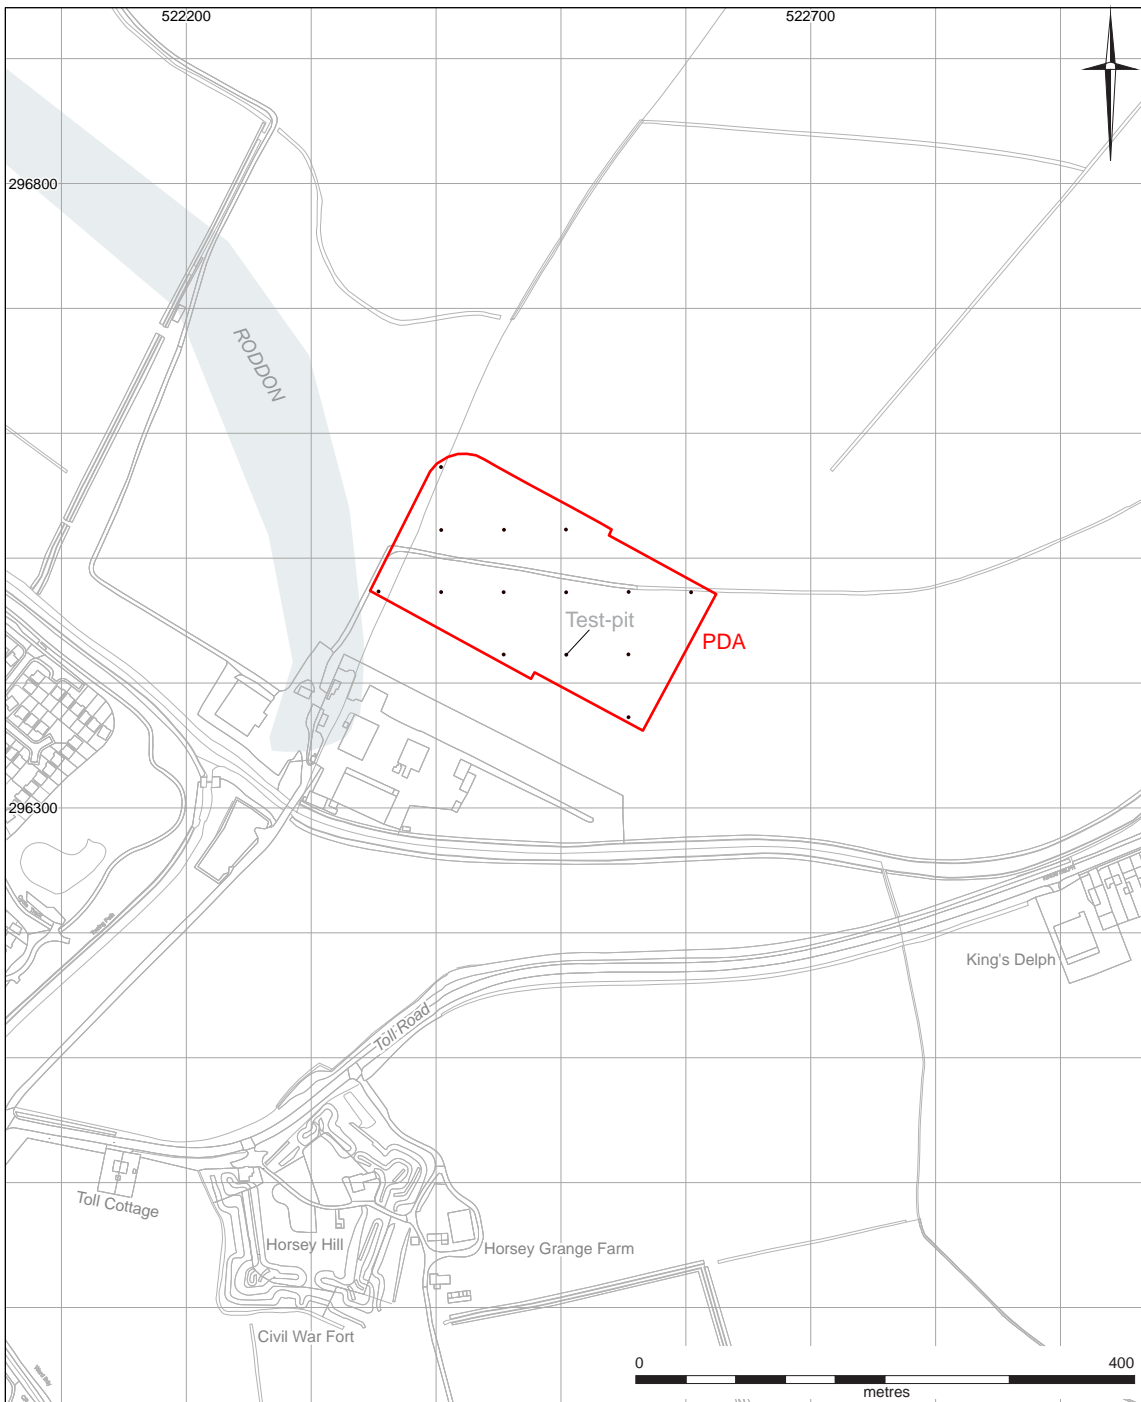 522200
522700
296800
RODDON
Test-pit
PDA
296300
King's Delph
Toll Road
Toll Cottage
Horsey Hill
Horsey Grange Farm
Civil War Fort
0
400
metres